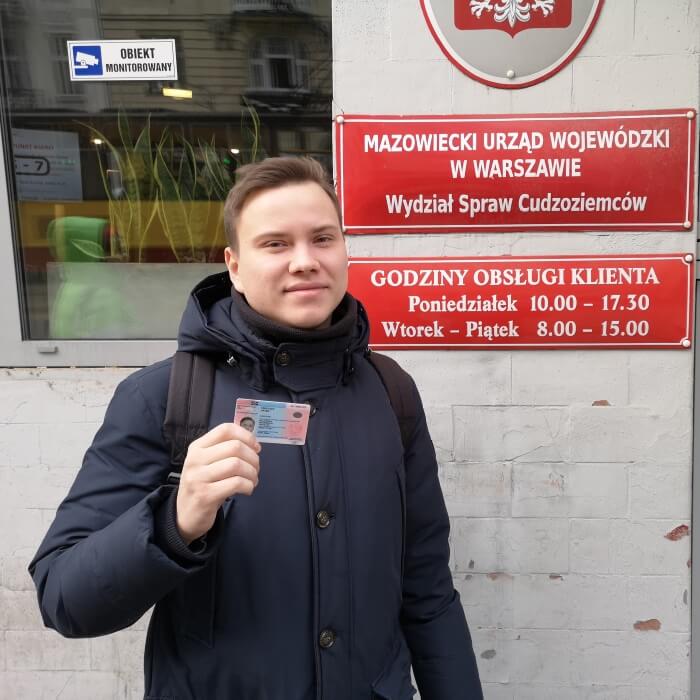 OBIEKT
MONITOROWANY
MAZOWIECKI URZĄD WOJEWÓDZKI
W WARSZAWIE
Wydział Spraw Cudzoziemców
GODZINY OBSŁUGI KLIENTA
Poniedziałek 10.00 – 17.30
Wtorek – Piątek 8.00 – 15.00